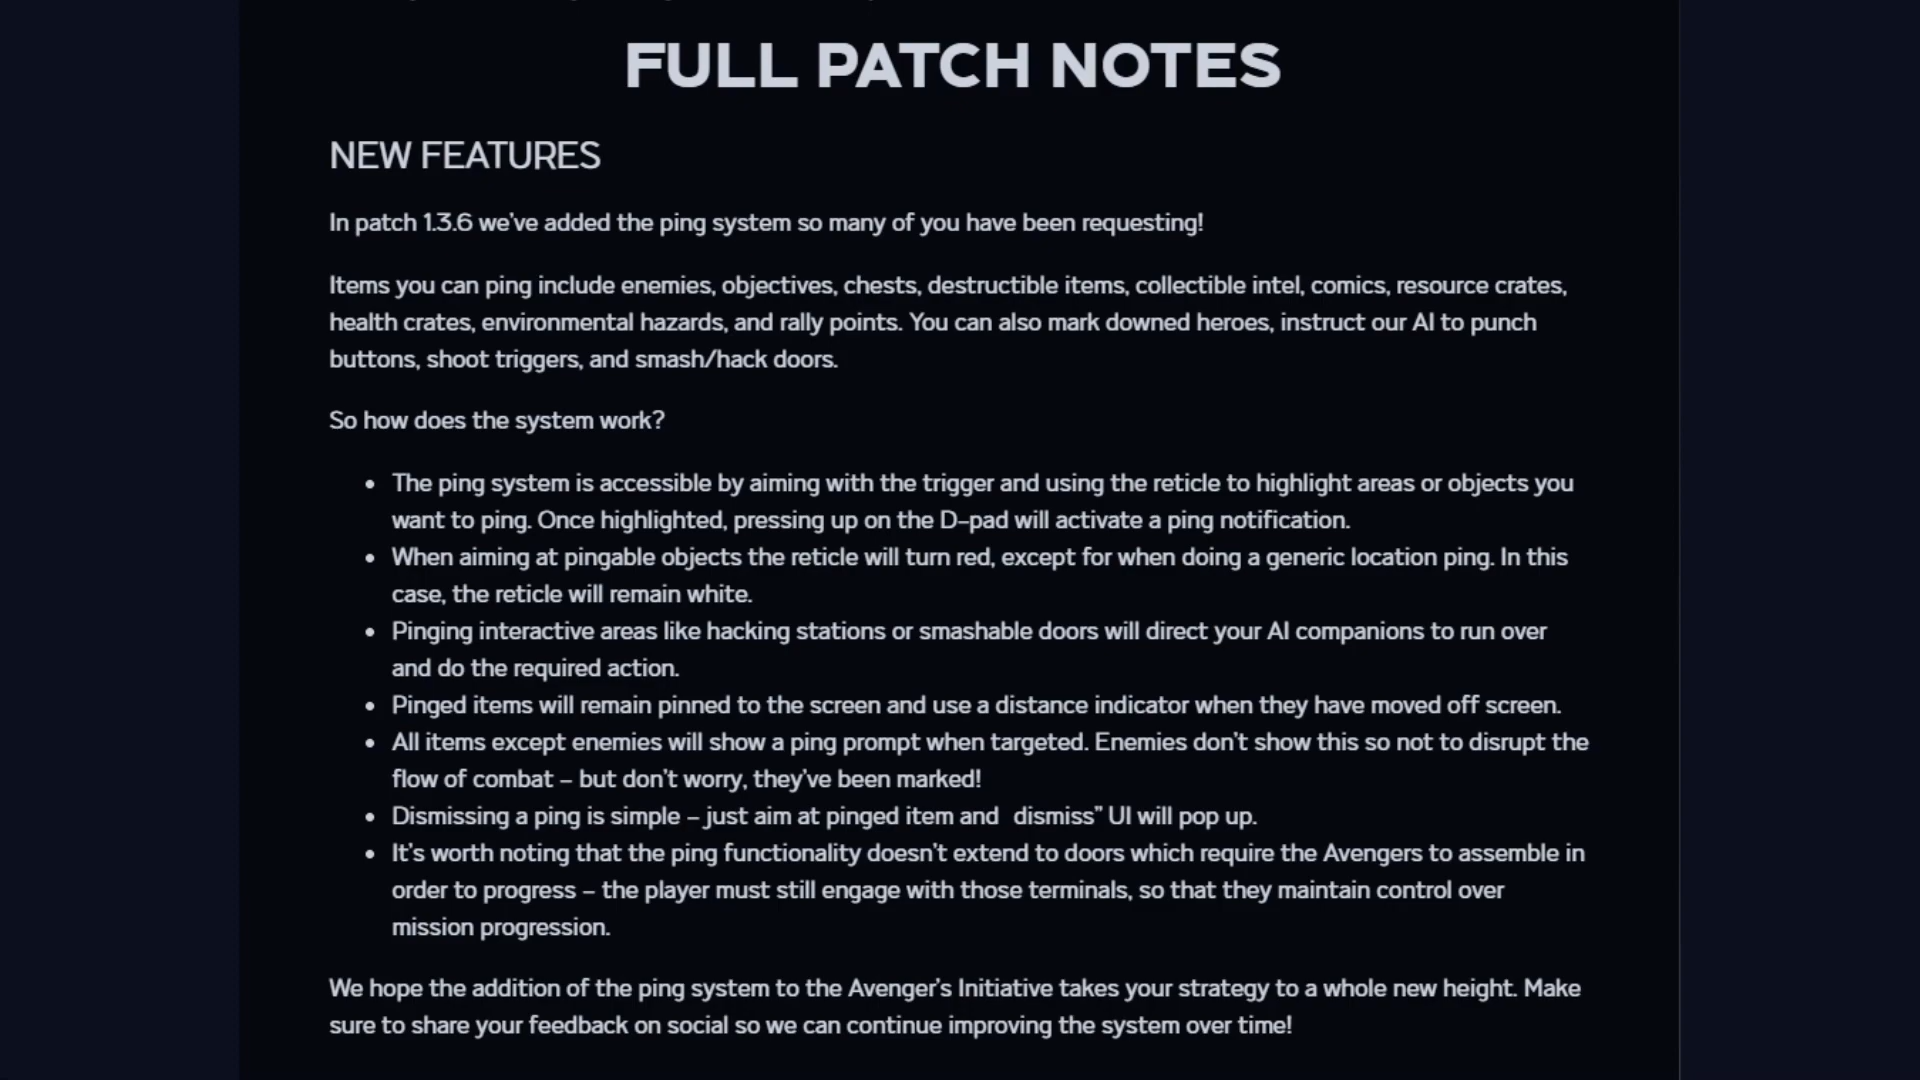 FULL PATCH NOTES
NEW FEATURES
In patch 1.3.6 we've added the ping system so many of you have been requesting!
Items you can ping include enemies, objectives, chests, destructible items, collectible intel, comics, resource crates,
health crates, environmental hazards, and rally points. You can also mark downed heroes, instruct our AI to punch
buttons, shoot triggers, and smash/hack doors.
So how does the system work?
• The ping system is accessible by aiming with the trigger and using the reticle to highlight areas or objects you
want to ping. Once highlighted, pressing up on the D-pad will activate a ping notification.
• When aiming at pingable objects the reticle will turn red, except for when doing a generic location ping. In this
case, the reticle will remain white.
• Pinging interactive areas like hacking stations or smashable doors will direct your AI companions to run over
and do the required action.
• Pinged items will remain pinned to the screen and use a distance indicator when they have moved off screen.
• All items except enemies will show a ping prompt when targeted. Enemies don't show this so not to disrupt the
flow of combat – but don't worry, they've been marked!
• Dismissing a ping is simple – just aim at pinged item and dismiss” UI will pop up.
• It's worth noting that the ping functionality doesn't extend to doors which require the Avengers to assemble in
order to progress – the player must still engage with those terminals, so that they maintain control over
mission progression.
We hope the addition of the ping system to the Avenger's Initiative takes your strategy to a whole new height. Make
sure to share your feedback on social so we can continue improving the system over time!